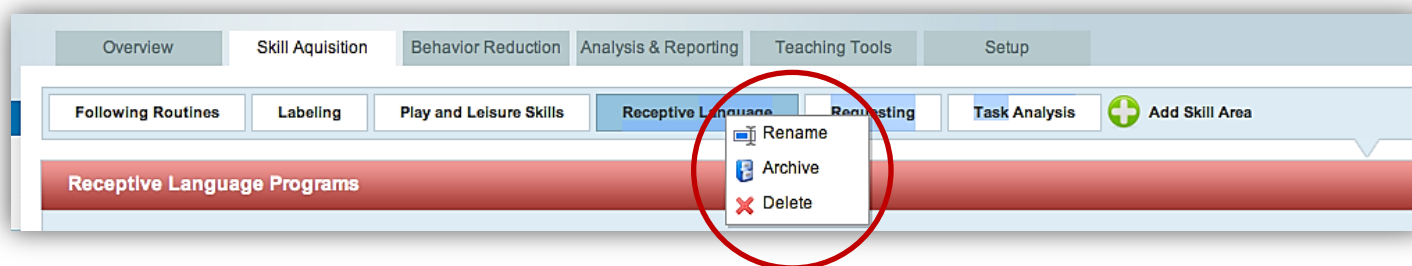 Overview Skill Aquisition Behavior Reduction Analysis & Reporting Teaching Tools Setup
Following Routines Labeling Play and Leisure Skills Receptive Language Requesting Task Analysis Add Skill Area
Rename
Archive
Receptive Language Programs
Delete